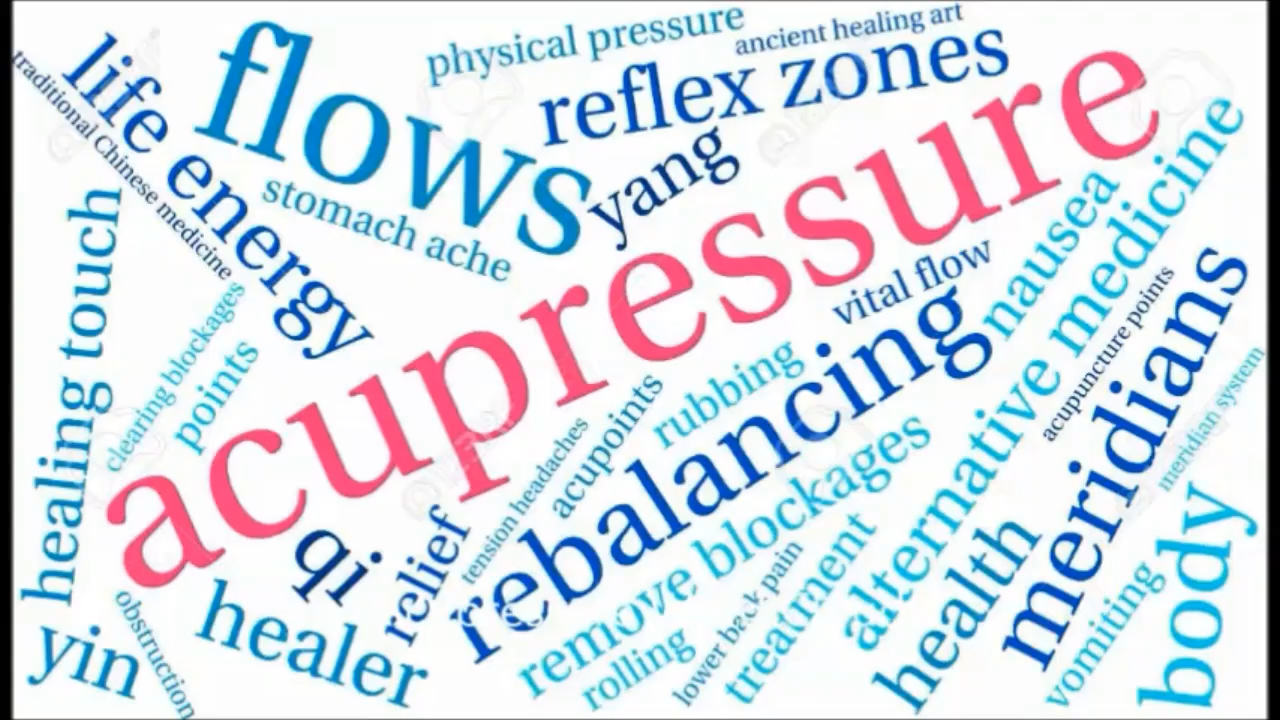 physical pressure
ancient healing art
flows
reflex zones
life energy
traditional Chinese medicine
yang
stomach ache
acupressure
healing touch
clearing blockages
points
vital flow
nausea
alternative medicine
acupuncture points
meridians
meridian system
rubbing
rebalancing
acupoints
tension headaches
relief
qi
healer
yin
obstruction
remove blockages
rolling
lower back pain
treatment
health
vomiting
body